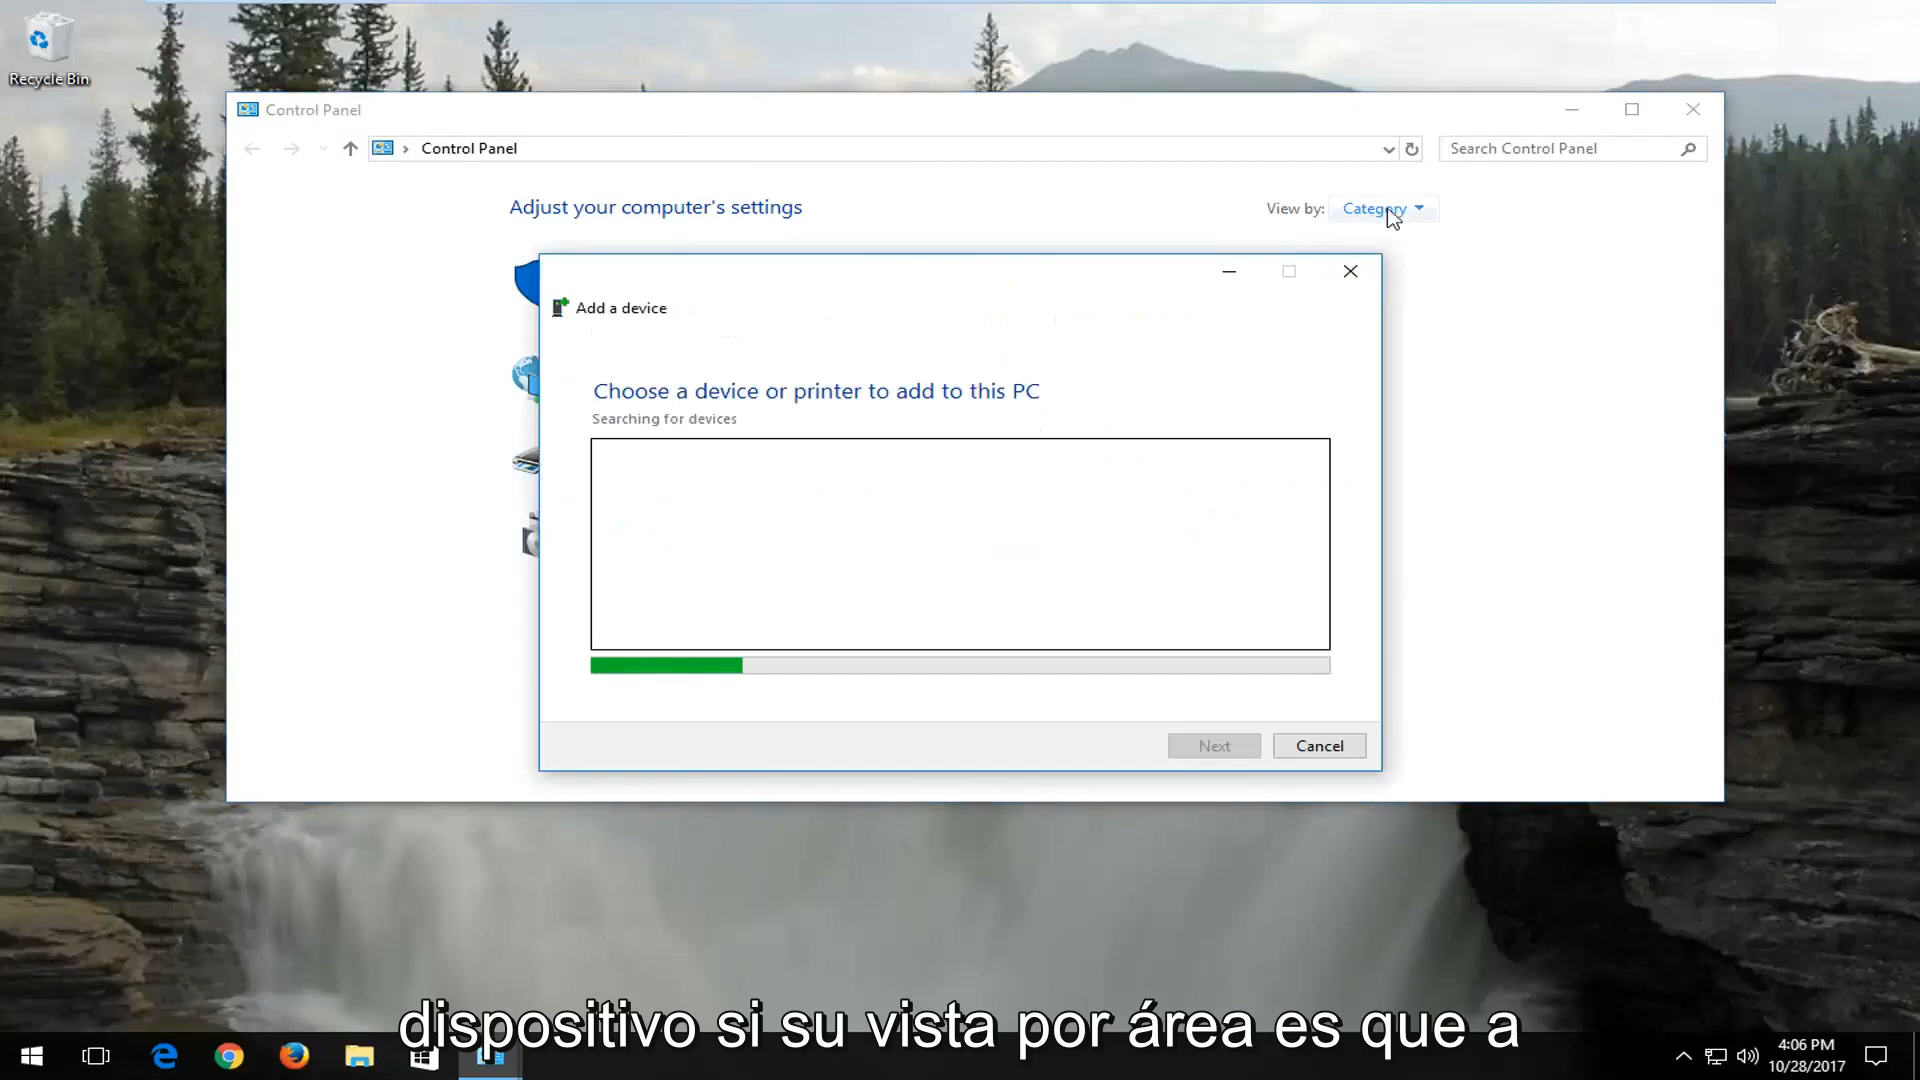 Recycle Bin
Control Panel
Control Panel
Search Control Panel
Adjust your computer's settings
View by:
Category
Add a device
Choose a device or printer to add to this PC
Searching for devices
Next
Cancel
dispositivo si su vista por área es que a
4:06 PM
10/28/2017